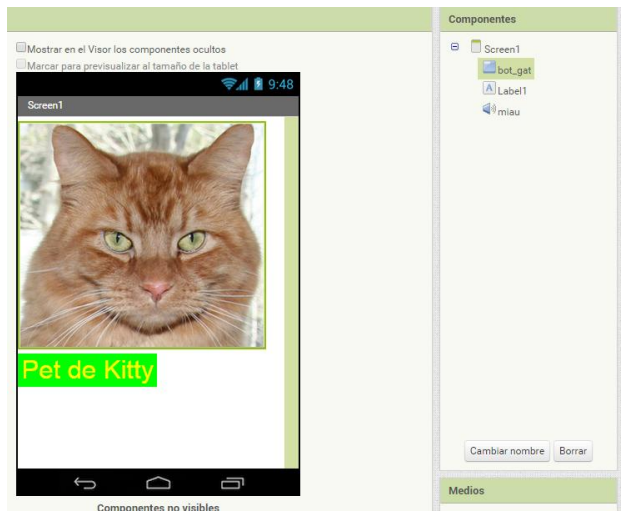 Componentes
Mostrar en el Visor los componentes ocultos
Marcar para previsualizar al tamaño de la tablet
9:48
Screen1
Pet de Kitty
Componentes no visibles
Screen1
bot_gat
A Label1
miau
Cambiar nombre Borrar
Medios